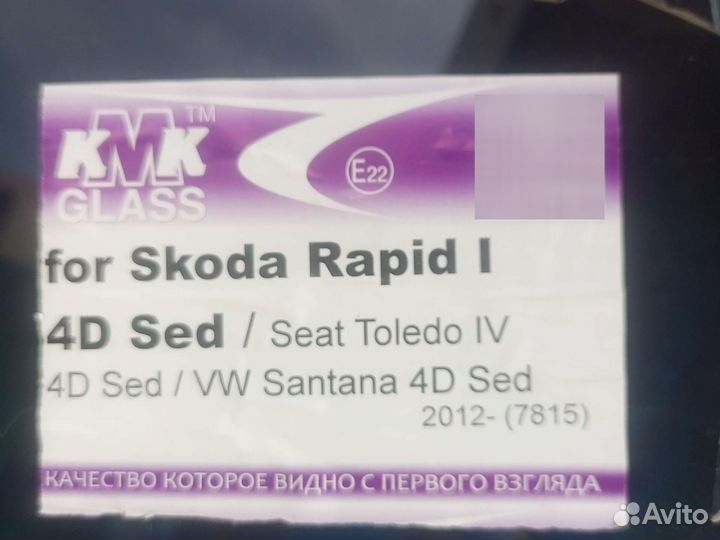 KMK™
GLASS
E22
for Skoda Rapid I
4D Sed / Seat Toledo IV
4D Sed / VW Santana 4D Sed
2012- (7815)
КАЧЕСТВО КОТОРОЕ ВИДНО С ПЕРВОГО ВЗГЛЯДА
Avito